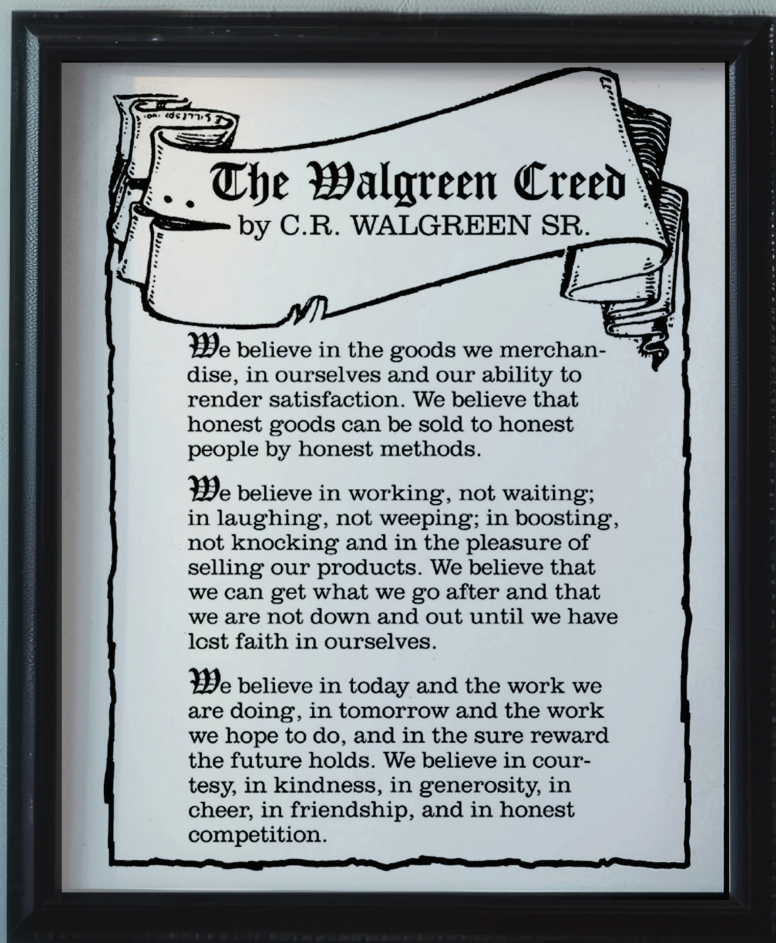 The Walgreen Creed
by C.R. WALGREEN SR.
We believe in the goods we merchan-
dise, in ourselves and our ability to
render satisfaction. We believe that
honest goods can be sold to honest
people by honest methods.
We believe in working, not waiting;
in laughing, not weeping; in boosting,
not knocking and in the pleasure of
selling our products. We believe that
we can get what we go after and that
we are not down and out until we have
lost faith in ourselves.
We believe in today and the work we
are doing, in tomorrow and the work
we hope to do, and in the sure reward
the future holds. We believe in cour-
tesy, in kindness, in generosity, in
cheer, in friendship, and in honest
competition.